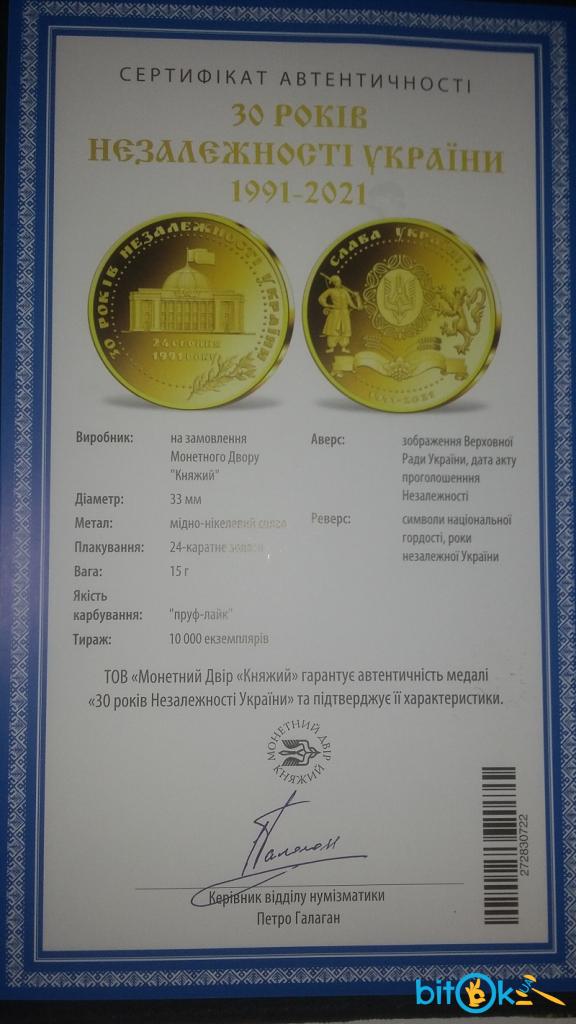 СЕРТИФІКАТ АВТЕНТИЧНОСТІ
30 РОКІВ
НЕЗАЛЕЖНОСТІ УКРАЇНИ
1991-2021
30 РОКІВ НЕЗАЛЕЖНОСТІ УКРАЇНИ
24 серпня
1991 року
СЛАВА УКРАЇНІ
1991-2021
Виробник: на замовлення
Монетного Двору
"Княжий"
Діаметр: 33 мм
Метал: мідно-нікелевий сплав
Плакування: 24-каратне золото
Вага: 15 г
Якість
карбування: "пруф-лайк"
Тираж: 10 000 екземплярів
Аверс: зображення Верховної
Ради України, дата акту
проголошення
Незалежності
Реверс: символи національної
гордості, роки
незалежної України
ТОВ «Монетний Двір «Княжий» гарантує автентичність медалі
«30 років Незалежності України» та підтверджує її характеристики.
МОНЕТНИЙ ДВІР
КНЯЖИЙ
Галаган
Керівник відділу нумізматики
Петро Галаган
272830722
bitOk.UA